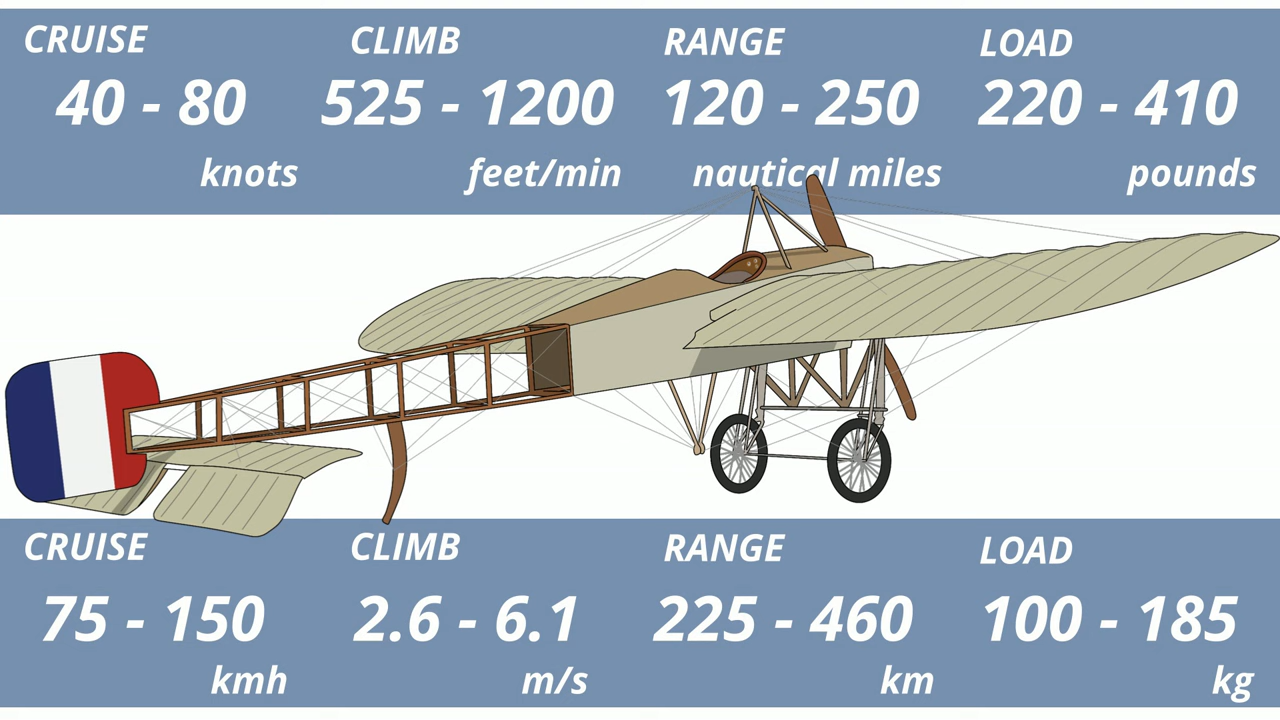 CRUISE CLIMB RANGE LOAD
40 - 80 525 - 1200 120 - 250 220 - 410
knots feet/min nautical miles pounds
CRUISE CLIMB RANGE LOAD
75 - 150 2.6 - 6.1 225 - 460 100 - 185
kmh m/s km kg